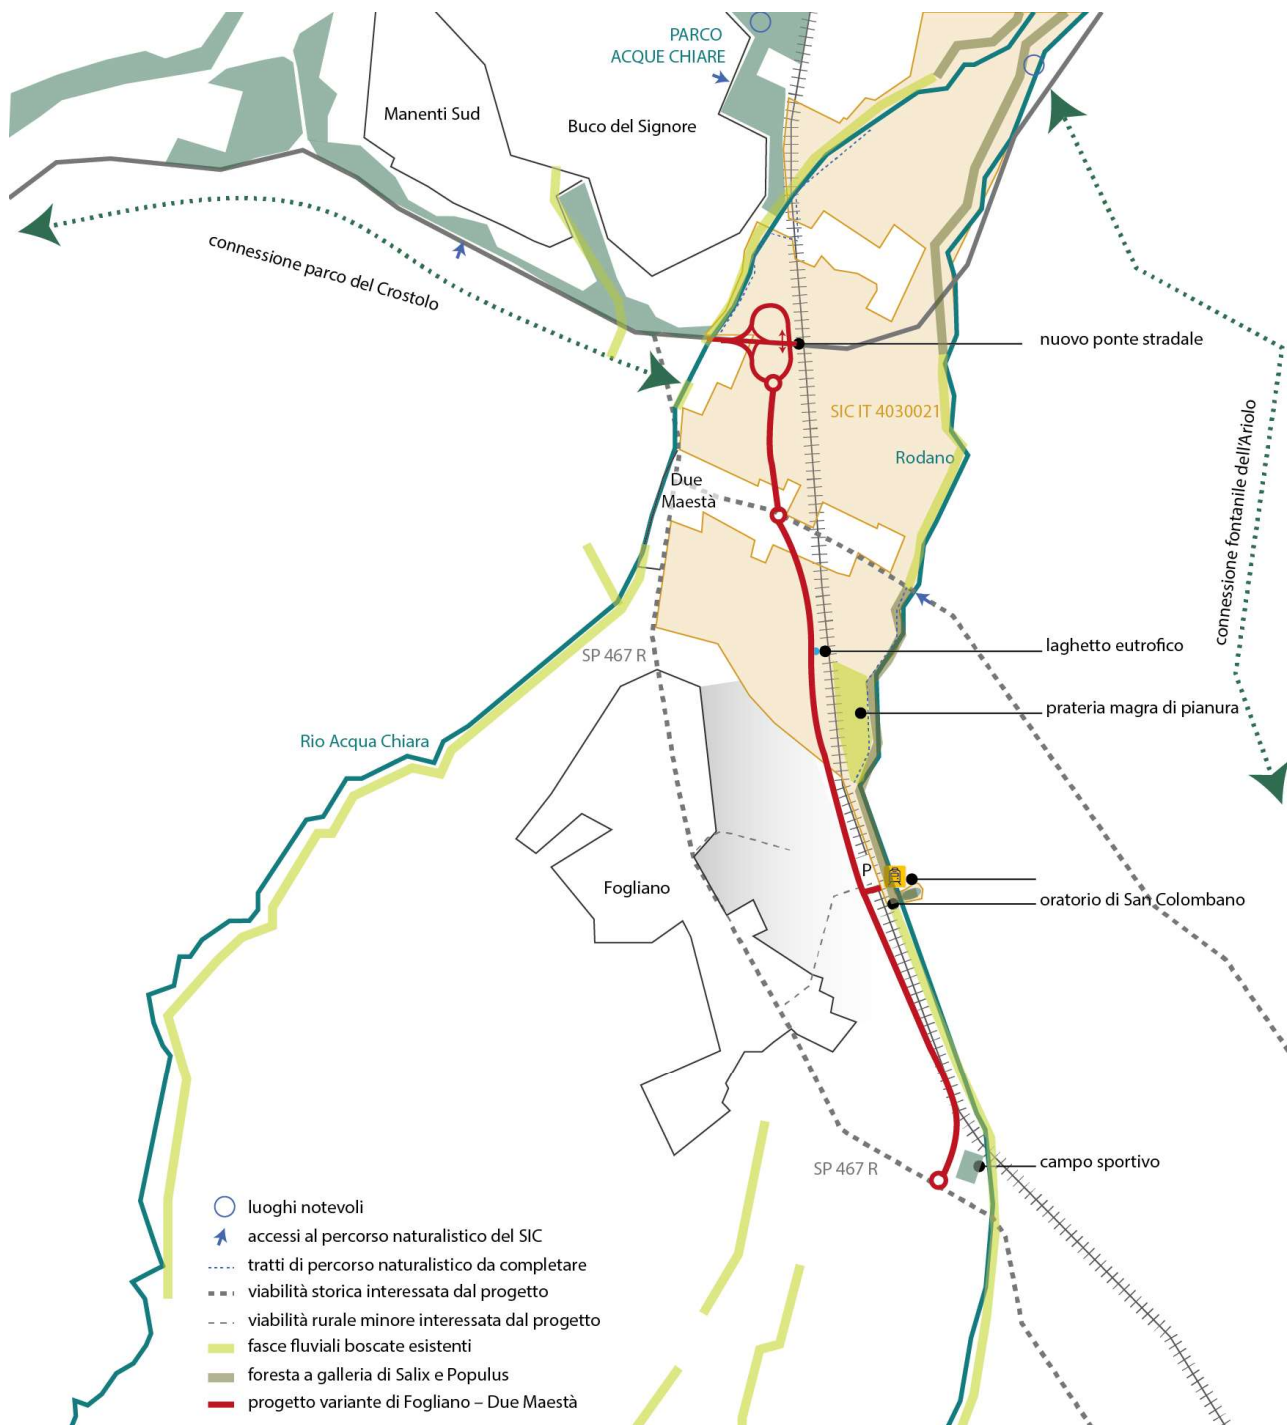 PARCO
ACQUE CHIARE
Manenti Sud
Buco del Signore
connessione parco del Crostolo
nuovo ponte stradale
SIC IT 4030021
Rodano
connessione fontanile dell'Ariolo
Due
Maestà
laghetto eutrofico
SP 467 R
prateria magra di pianura
Rio Acqua Chiara
P
Fogliano
oratorio di San Colombano
campo sportivo
SP 467 R
luoghi notevoli
accessi al percorso naturalistico del SIC
tratti di percorso naturalistico da completare
viabilità storica interessata dal progetto
viabilità rurale minore interessata dal progetto
fasce fluviali boscate esistenti
foresta a galleria di Salix e Populus
progetto variante di Fogliano – Due Maestà